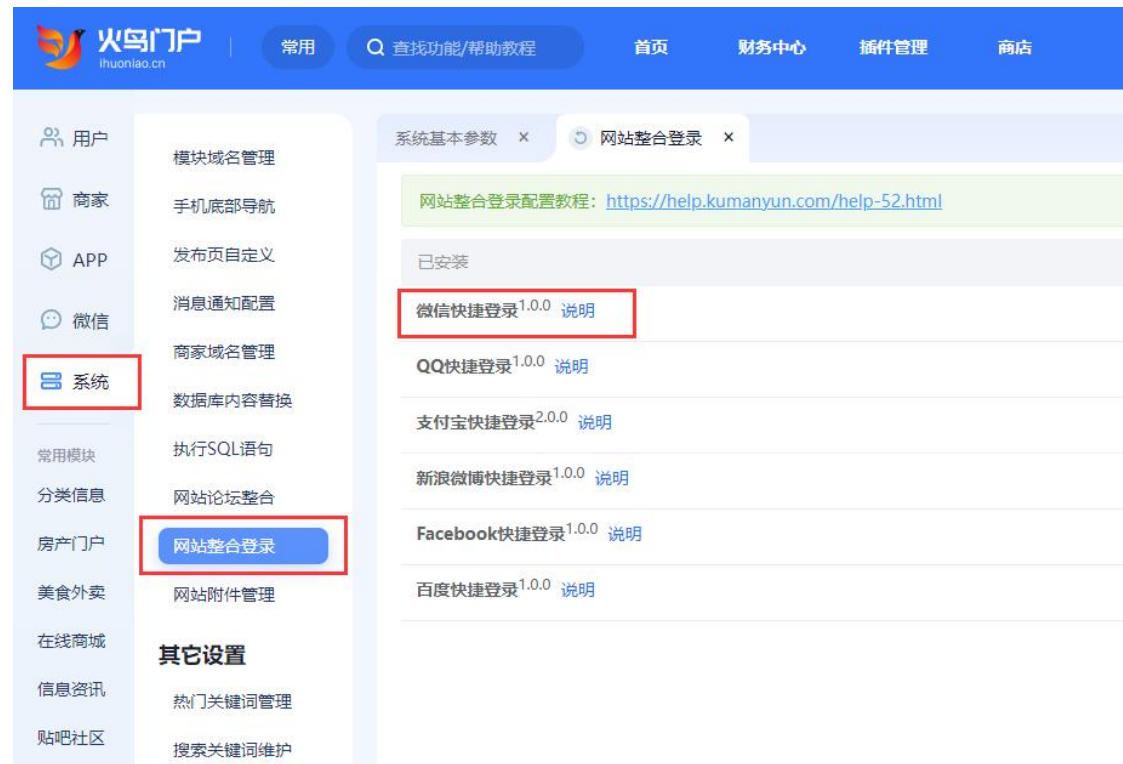 火鸟门户
ihuoniao.cn
常用
查找功能/帮助教程
首页
财务中心
插件管理
商店
用户
商家
APP
微信
系统
常用模块
分类信息
房产门户
美食外卖
在线商城
信息资讯
贴吧社区
模块域名管理
手机底部导航
发布页自定义
消息通知配置
商家域名管理
数据库内容替换
执行SQL语句
网站论坛整合
网站整合登录
网站附件管理
其它设置
热门关键词管理
搜索关键词维护
系统基本参数 ×
网站整合登录 ×
网站整合登录配置教程：https://help.kumanyun.com/help-52.html
已安装
微信快捷登录1.0.0 说明
QQ快捷登录1.0.0 说明
支付宝快捷登录2.0.0 说明
新浪微博快捷登录1.0.0 说明
Facebook快捷登录1.0.0 说明
百度快捷登录1.0.0 说明